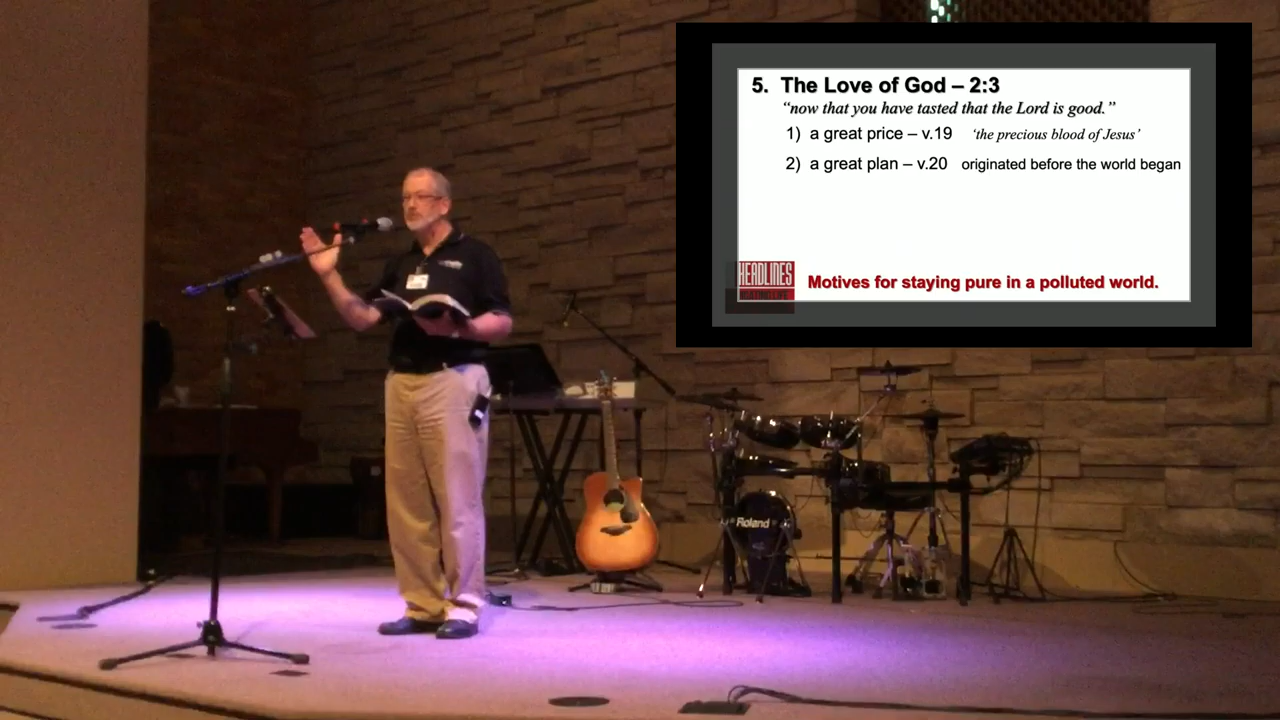 5. The Love of God – 2:3
“now that you have tasted that the Lord is good.”
1) a great price – v.19 ‘the precious blood of Jesus’
2) a great plan – v.20 originated before the world began
HEADLINES
Motives for staying pure in a polluted world.
Roland